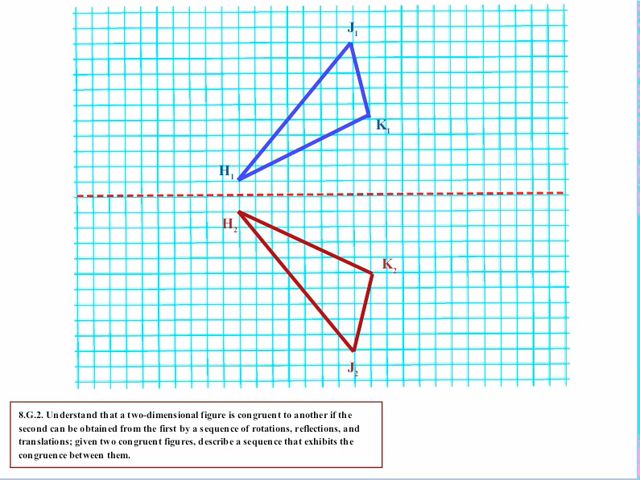 J1
K1
H1
H2
K2
J2
8.G.2. Understand that a two-dimensional figure is congruent to another if the
second can be obtained from the first by a sequence of rotations, reflections, and
translations; given two congruent figures, describe a sequence that exhibits the
congruence between them.